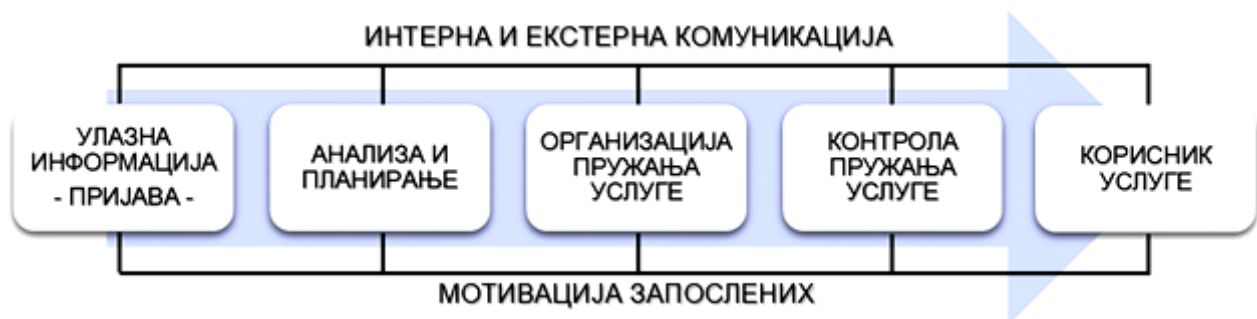 ИНТЕРНА И ЕКСТЕРНА КОМУНИКАЦИЈА
УЛАЗНА
ИНФОРМАЦИЈА
- ПРИЈАВА -
АНАЛИЗА И
ПЛАНИРАЊЕ
ОРГАНИЗАЦИЈА
ПРУЖАЊА
УСЛУГЕ
КОНТРОЛА
ПРУЖАЊА
УСЛУГЕ
КОРИСНИК
УСЛУГЕ
МОТИВАЦИЈА ЗАПОСЛЕНИХ